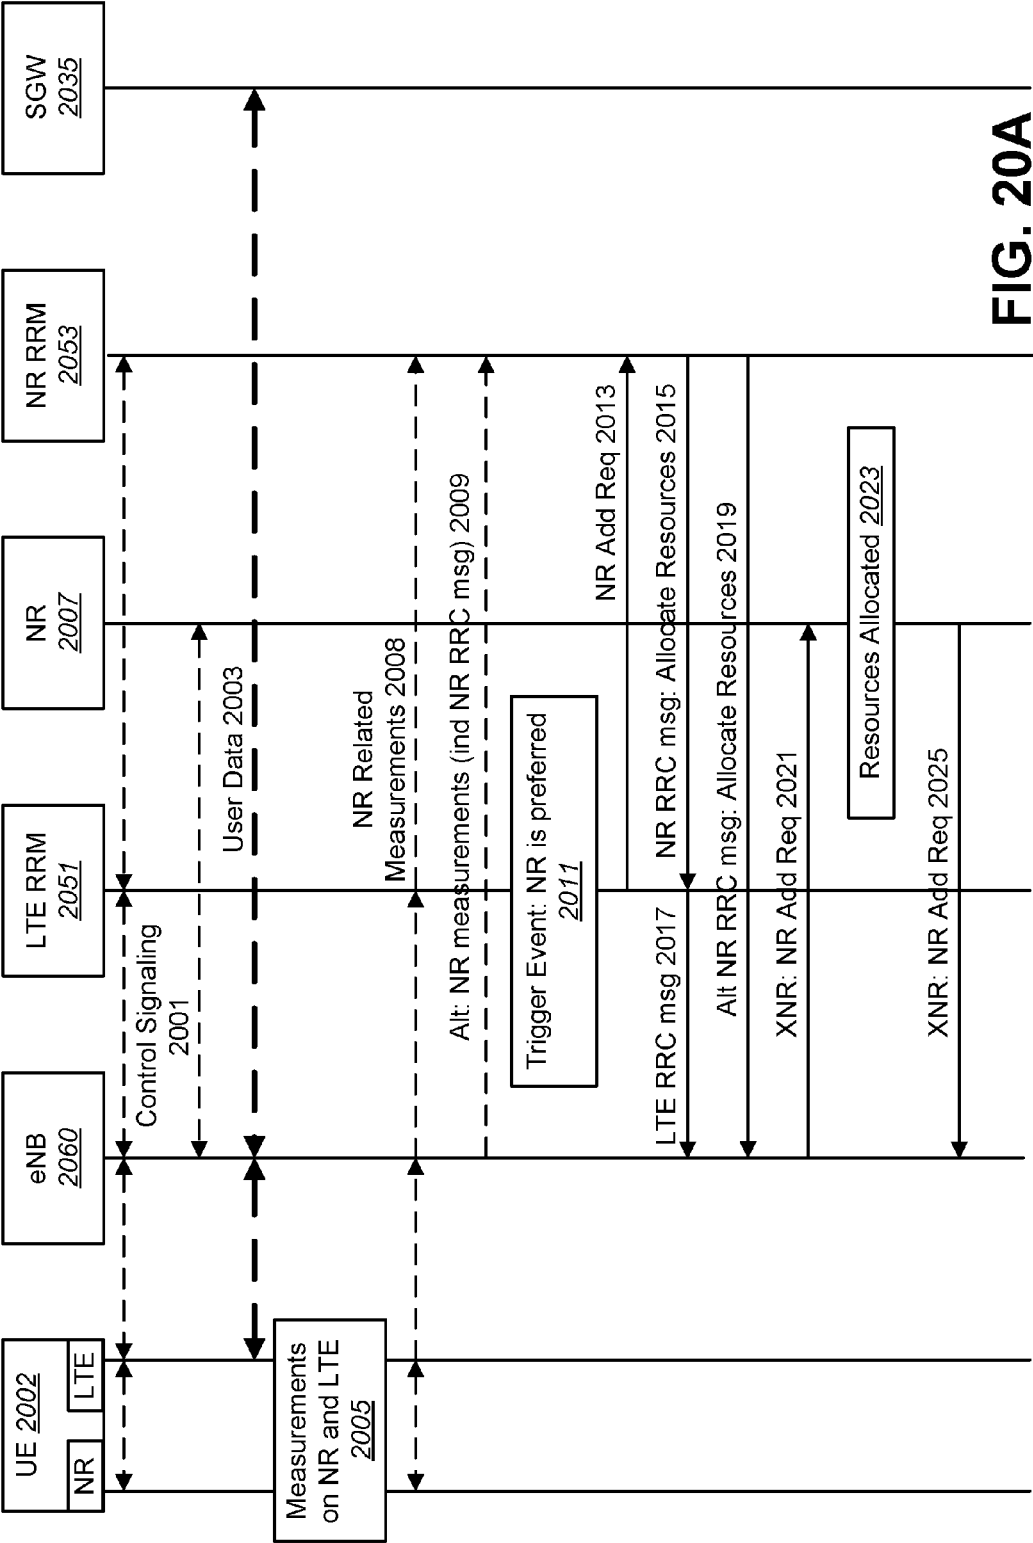 UE 2002
NR
LTE
eNB
2060
LTE RRM
2051
NR
2007
NR RRM
2053
SGW
2035
Control Signaling
2001
User Data 2003
Measurements
on NR and LTE
2005
NR Related
Measurements 2008
Alt: NR measurements (ind NR RRC msg) 2009
Trigger Event: NR is preferred
2011
NR Add Req 2013
NR RRC msg: Allocate Resources 2015
LTE RRC msg 2017
Alt NR RRC msg: Allocate Resources 2019
XNR: NR Add Req 2021
Resources Allocated 2023
XNR: NR Add Req 2025
FIG. 20A